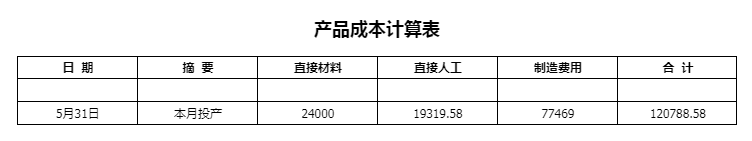 产品成本计算表
日 期 摘 要 直接材料 直接人工 制造费用 合 计
5月31日 本月投产 24000 19319.58 77469 120788.58